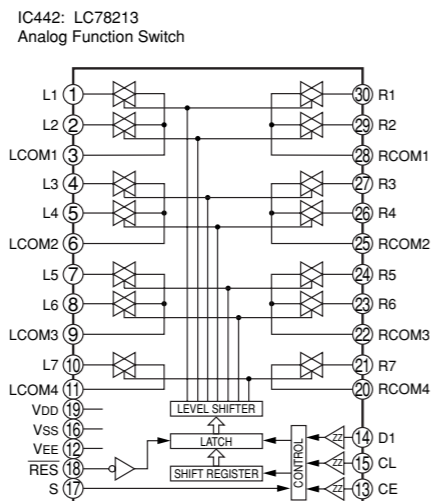 IC442: LC78213
Analog Function Switch
L1 1 30 R1
L2 2 29 R2
LCOM1 3 28 RCOM1
L3 4 27 R3
L4 5 26 R4
LCOM2 6 25 RCOM2
L5 7 24 R5
L6 8 23 R6
LCOM3 9 22 RCOM3
L7 10 21 R7
LCOM4 11 20 RCOM4
VDD 19 LEVEL SHIFTER
VSS 16 LATCH 14 D1
VEE 12 CONTROL
RES 18 SHIFT REGISTER 15 CL
S 17 13 CE